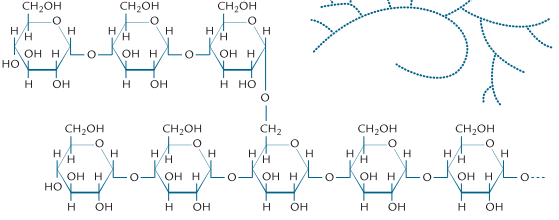 CH₂OH CH₂OH CH₂OH
H O H H O H H O H
H H H
HO OH H O OH H O OH H
H OH H OH H HO
O
CH₂OH CH₂OH CH₂ CH₂OH CH₂OH
H O H H O H H O H H O H H O H
H H H H H
HO OH H O OH H O OH H O OH H O OH H O
H OH H OH H OH H OH H OH